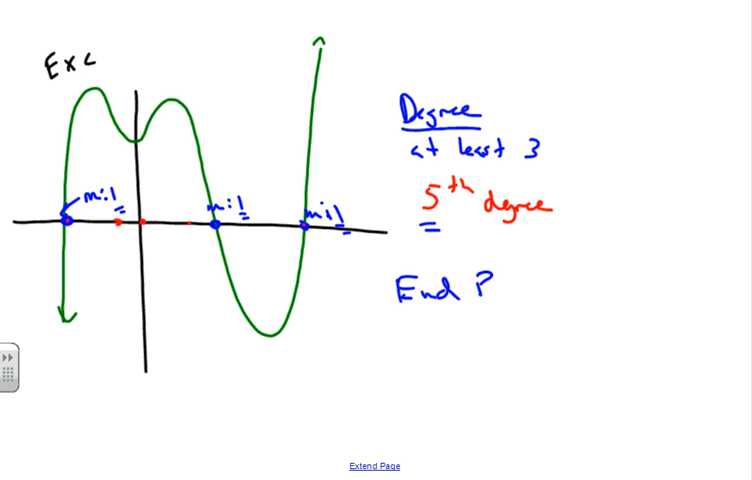 Ex C
m:1
m:1
m:1
Degree
at least 3
5th degree
End P
Extend Page